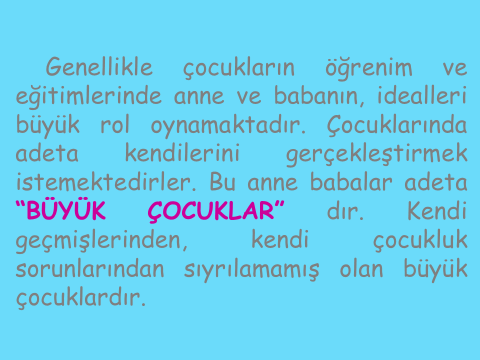 Genellikle çocukların öğrenim ve
eğitimlerinde anne ve babanın, idealleri
büyük rol oynamaktadır. Çocuklarında
adeta kendilerini gerçekleştirmek
istemektedirler. Bu anne babalar adeta
“BÜYÜK ÇOCUKLAR” dır. Kendi
geçmişlerinden, kendi çocukluk
sorunlarından sıyrılamamış olan büyük
çocuklardır.